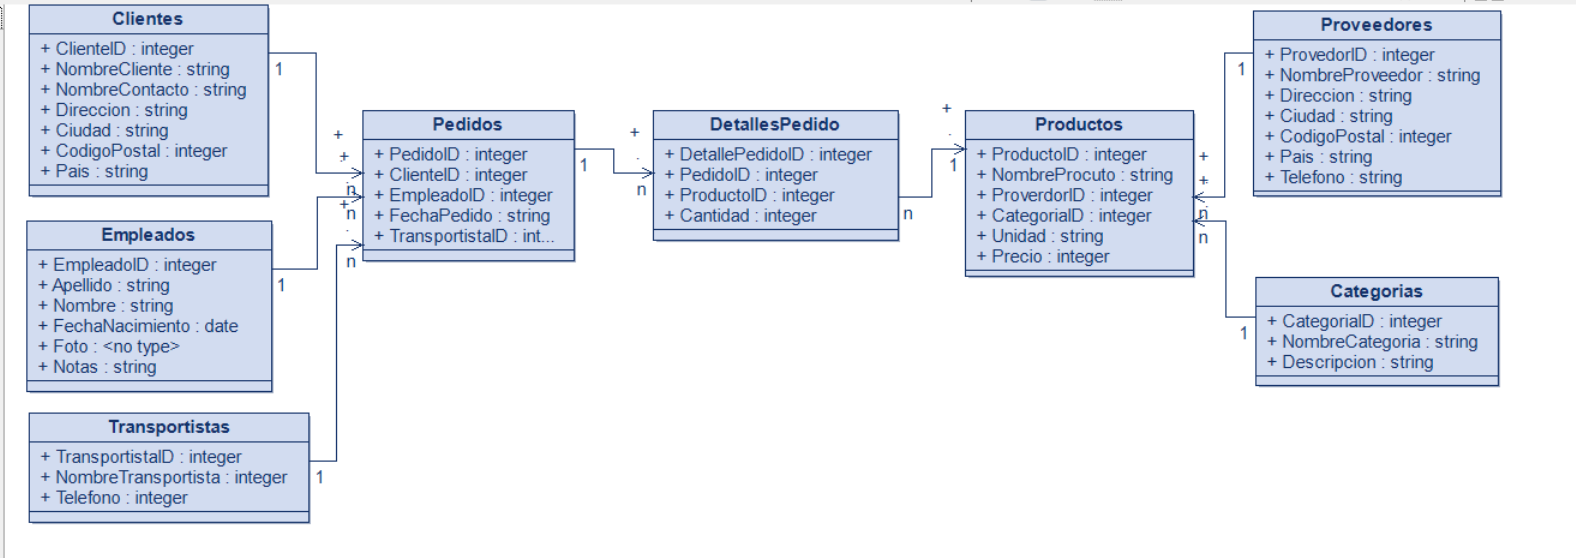 Clientes
+ ClienteID : integer
+ NombreCliente : string
+ NombreContacto : string
+ Direccion : string
+ Ciudad : string
+ CodigoPostal : integer
+ Pais : string
1
Empleados
+ EmpleadoID : integer
+ Apellido : string
+ Nombre : string
+ FechaNacimiento : date
+ Foto : <no type>
+ Notas : string
1
Transportistas
+ TransportistaID : integer
+ NombreTransportista : integer
+ Telefono : integer
1
+
+
n
+
n
n
Pedidos
+ PedidoID : integer
+ ClienteID : integer
+ EmpleadoID : integer
+ FechaPedido : string
+ TransportistaID : int...
1
+
n
DetallesPedido
+ DetallePedidoID : integer
+ PedidoID : integer
+ ProductoID : integer
+ Cantidad : integer
n
+
1
Productos
+ ProductoID : integer
+ NombreProcuto : string
+ ProverdorID : integer
+ CategoriaID : integer
+ Unidad : string
+ Precio : integer
+
+
n
n
Proveedores
+ ProvedorID : integer
+ NombreProveedor : string
+ Direccion : string
+ Ciudad : string
+ CodigoPostal : integer
+ Pais : string
+ Telefono : string
1
Categorias
+ CategoriaID : integer
+ NombreCategoria : string
+ Descripcion : string
1